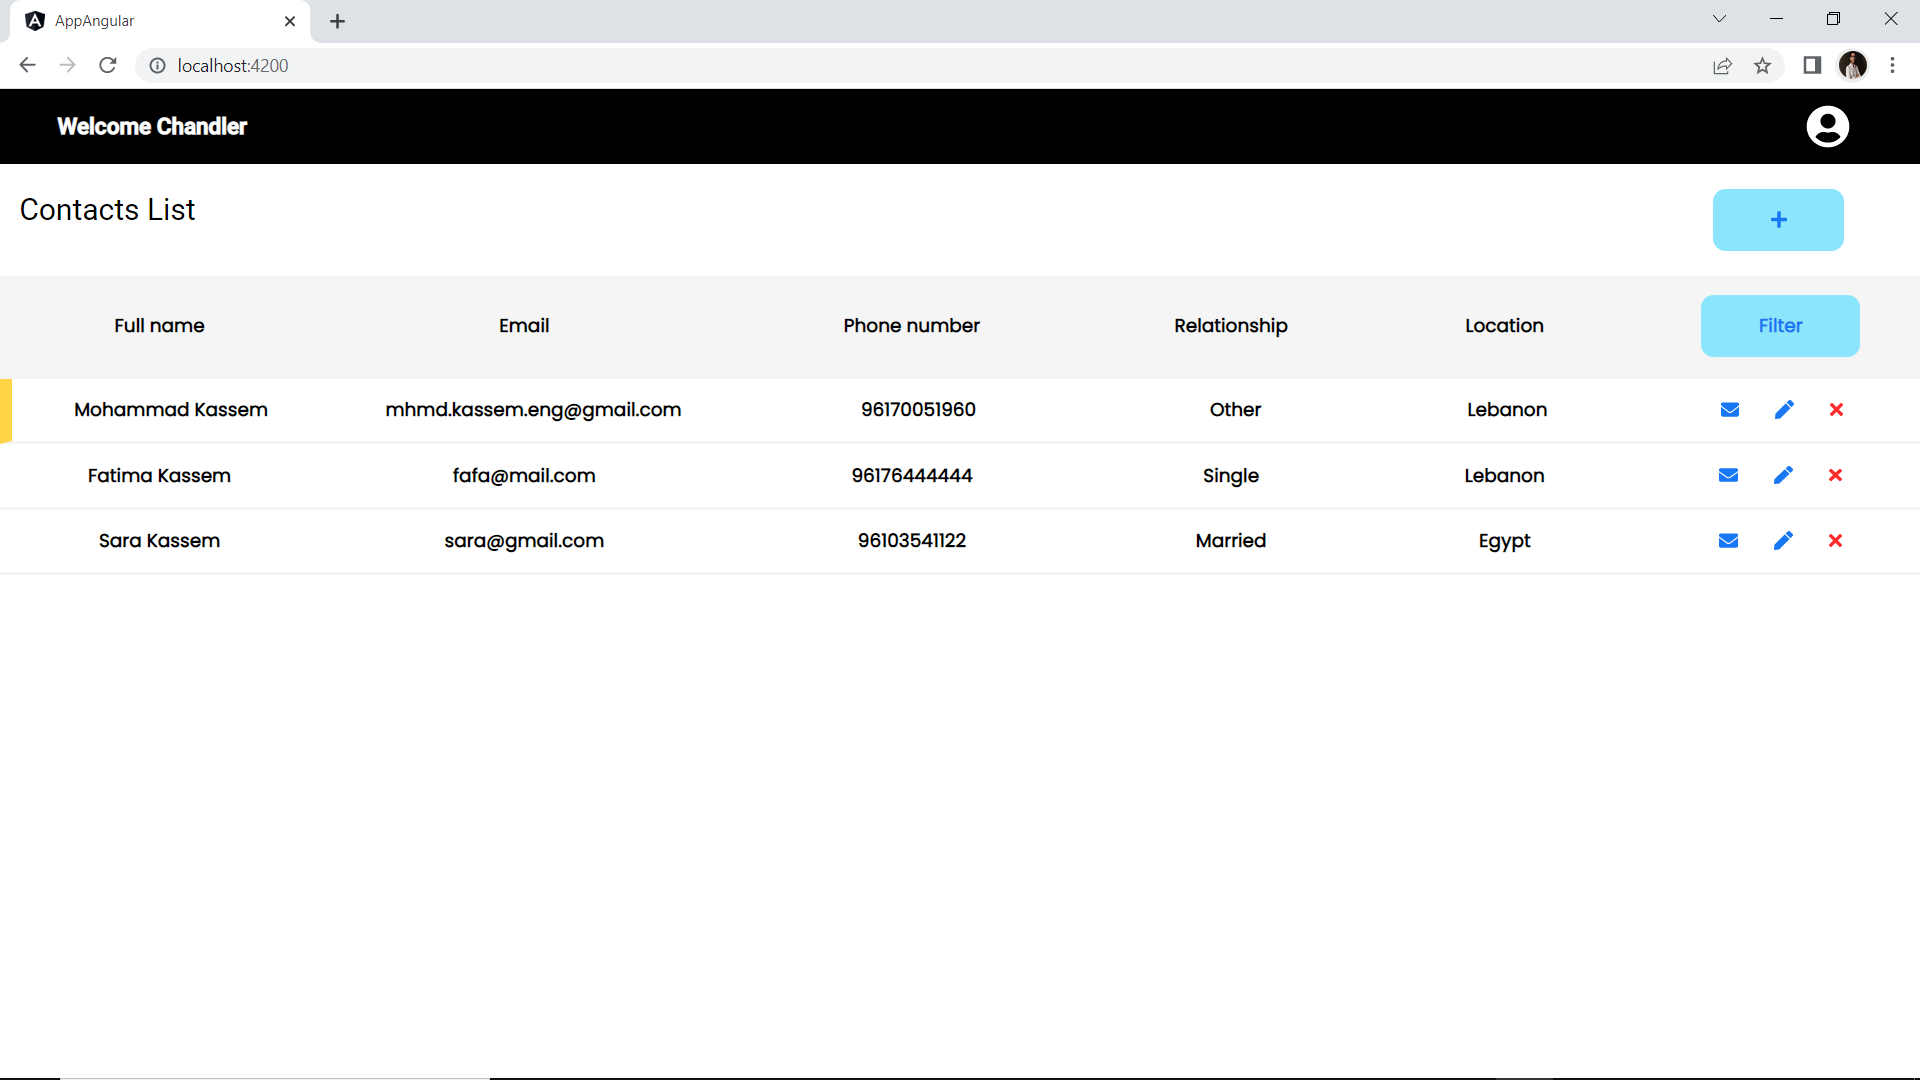 AppAngular
localhost:4200
Welcome Chandler
Contacts List
+
Full name Email Phone number Relationship Location Filter
Mohammad Kassem mhmd.kassem.eng@gmail.com 96170051960 Other Lebanon
Fatima Kassem fafa@mail.com 96176444444 Single Lebanon
Sara Kassem sara@gmail.com 96103541122 Married Egypt